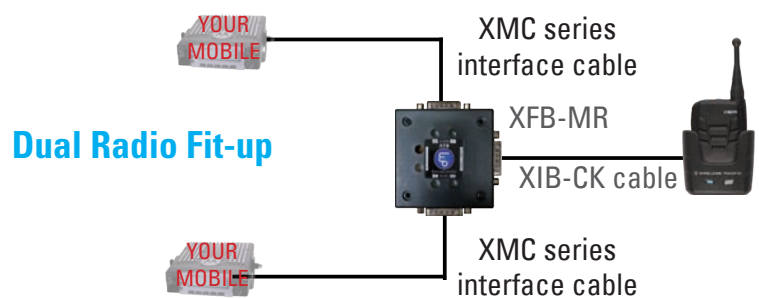 YOUR
MOBILE
XMC series
interface cable
XFB-MR
Dual Radio Fit-up
XIB-CK cable
YOUR
MOBILE
XMC series
interface cable